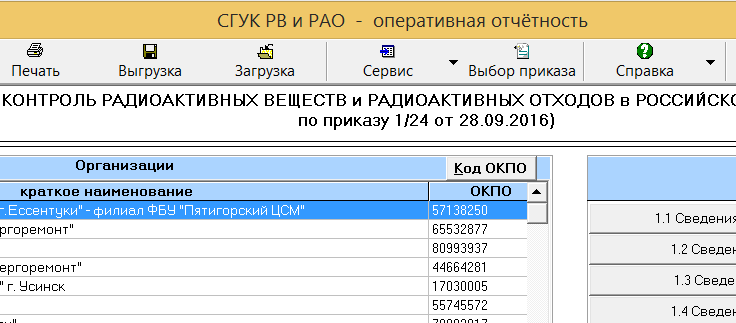 СГУК РВ и РАО - оперативная отчётность
Печать Выгрузка Загрузка Сервис Выбор приказа Справка
КОНТРОЛЬ РАДИОАКТИВНЫХ ВЕЩЕСТВ и РАДИОАКТИВНЫХ ОТХОДОВ в РОССИЙСКО
по приказу 1/24 от 28.09.2016)
Организации Код ОКПО
краткое наименование ОКПО
г.Ессентуки" - филиал ФБУ "Пятигорский ЦСМ" 57138250
ргоремонт" 65532877
80993937
ергоремонт" 44664281
" г. Усинск 17030005
55745572
1.1 Сведения
1.2 Сведен
1.3 Сведе
1.4 Сведен